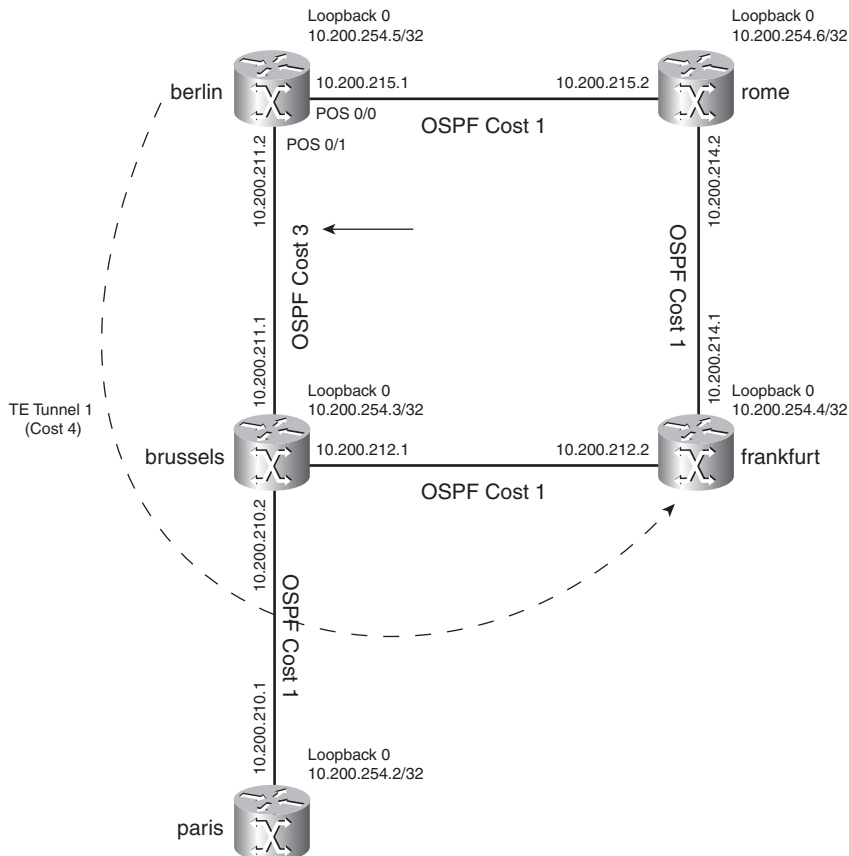 Loopback 0
10.200.254.5/32
Loopback 0
10.200.254.6/32
berlin
10.200.215.1
10.200.215.2
rome
POS 0/0
OSPF Cost 1
POS 0/1
10.200.211.2
10.200.214.2
OSPF Cost 3
OSPF Cost 1
10.200.211.1
10.200.214.1
TE Tunnel 1
(Cost 4)
Loopback 0
10.200.254.3/32
Loopback 0
10.200.254.4/32
brussels
10.200.212.1
10.200.212.2
frankfurt
OSPF Cost 1
10.200.210.2
OSPF Cost 1
10.200.210.1
Loopback 0
10.200.254.2/32
paris